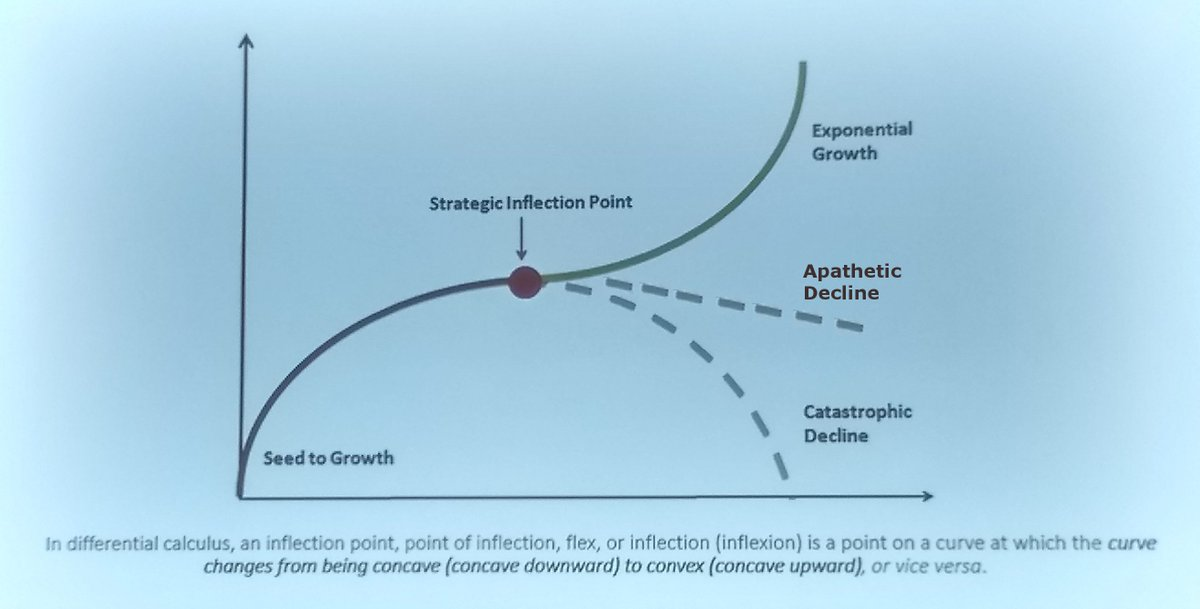 Exponential
Growth
Strategic Inflection Point
Apathetic
Decline
Catastrophic
Decline
Seed to Growth
In differential calculus, an inflection point, point of inflection, flex, or inflection (inflexion) is a point on a curve at which the curve
changes from being concave (concave downward) to convex (concave upward), or vice versa.